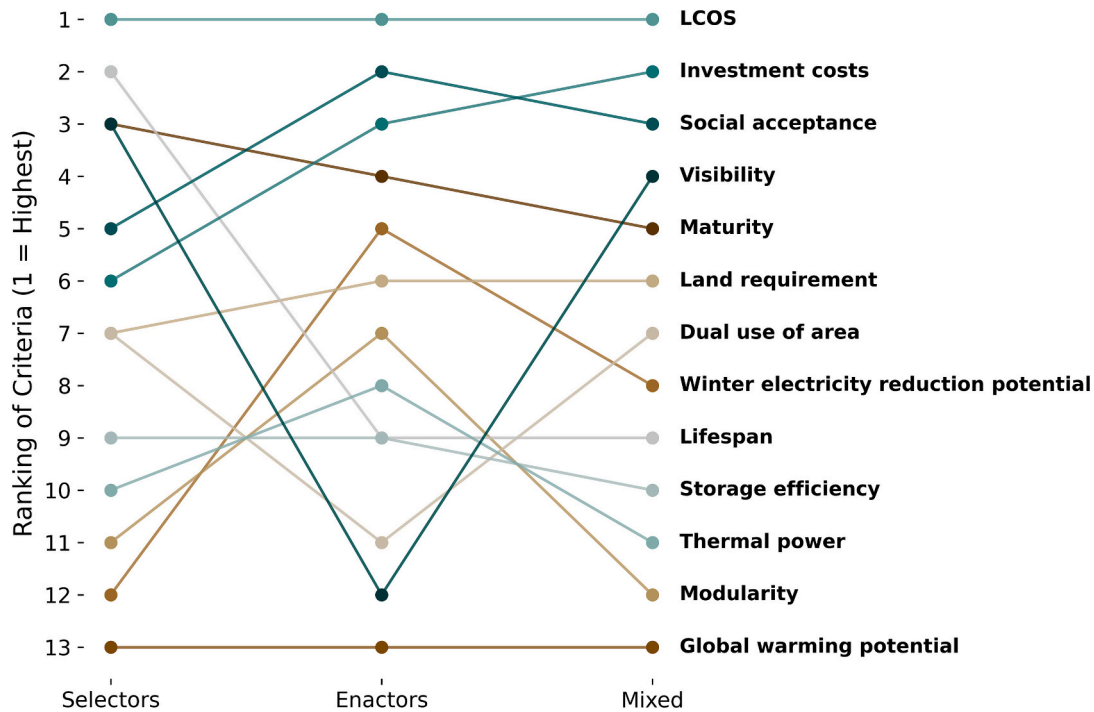 Ranking of Criteria (1 = Highest)
1
2
3
4
5
6
7
8
9
10
11
12
13
LCOS
Investment costs
Social acceptance
Visibility
Maturity
Land requirement
Dual use of area
Winter electricity reduction potential
Lifespan
Storage efficiency
Thermal power
Modularity
Global warming potential
Selectors
Enactors
Mixed